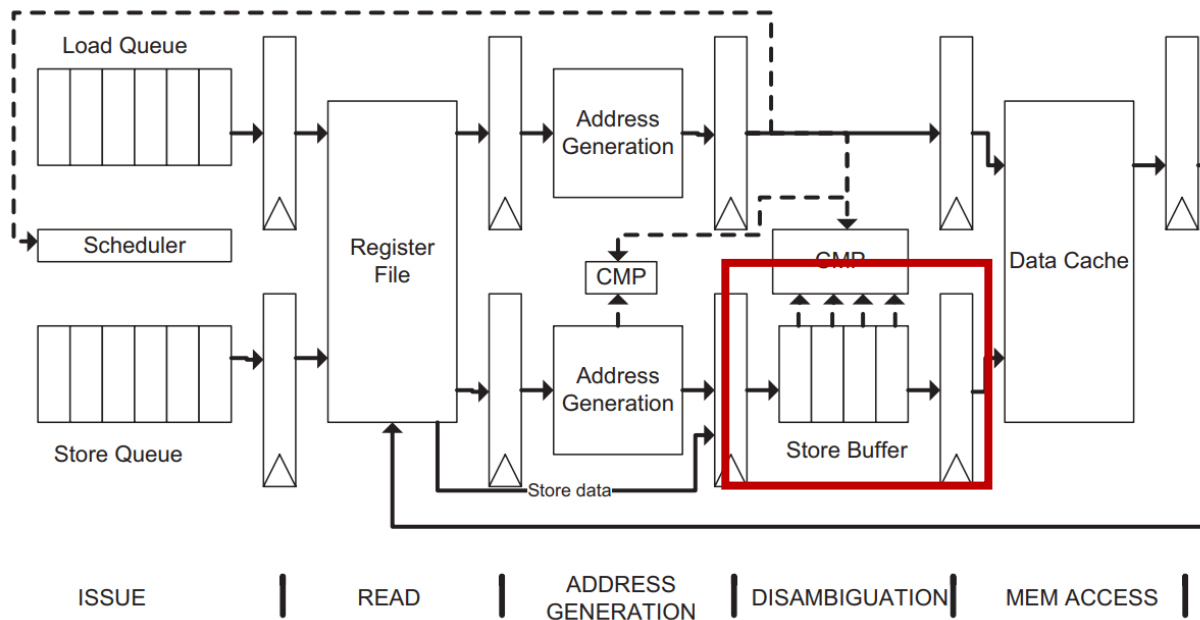 Load Queue
Address
Generation
Scheduler
Register
File
CMP
CMP
Data Cache
Address
Generation
Store Queue
Store Buffer
Store data
ISSUE
READ
ADDRESS
GENERATION
DISAMBIGUATION
MEM ACCESS